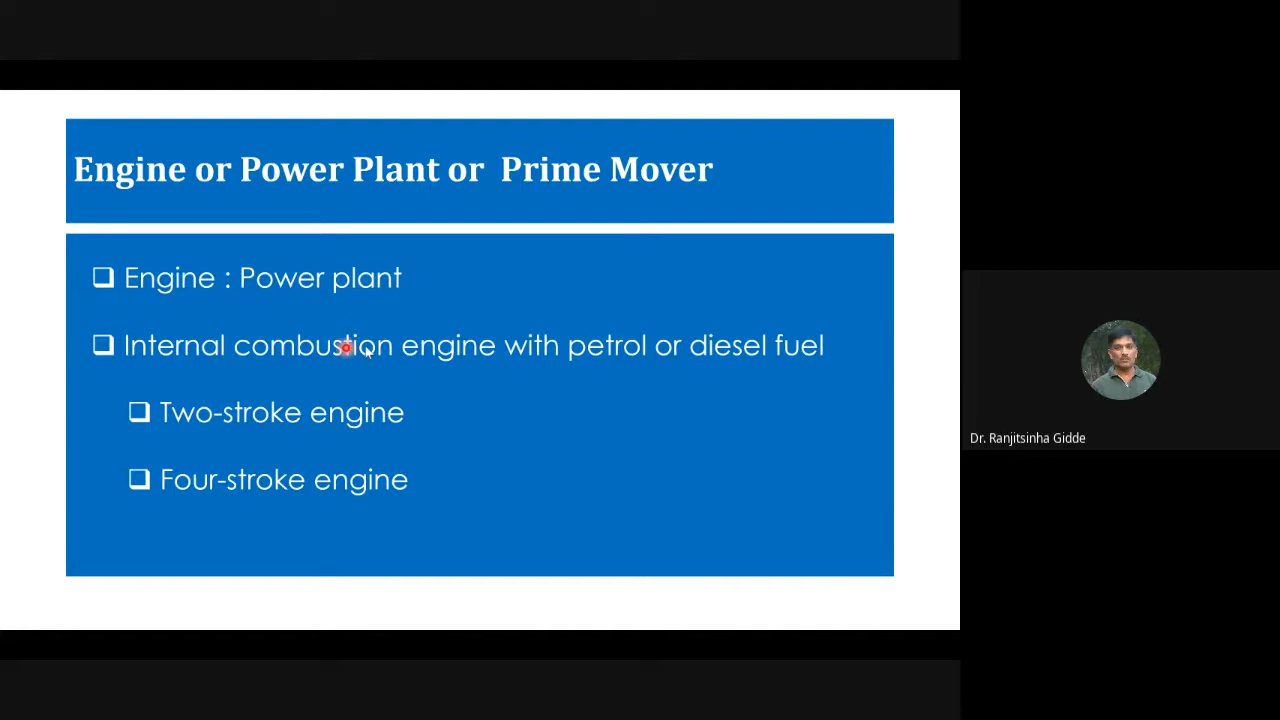 Engine or Power Plant or Prime Mover
❑ Engine : Power plant
❑ Internal combustion engine with petrol or diesel fuel
❑ Two-stroke engine
❑ Four-stroke engine
Dr. Ranjitsinha Gidde